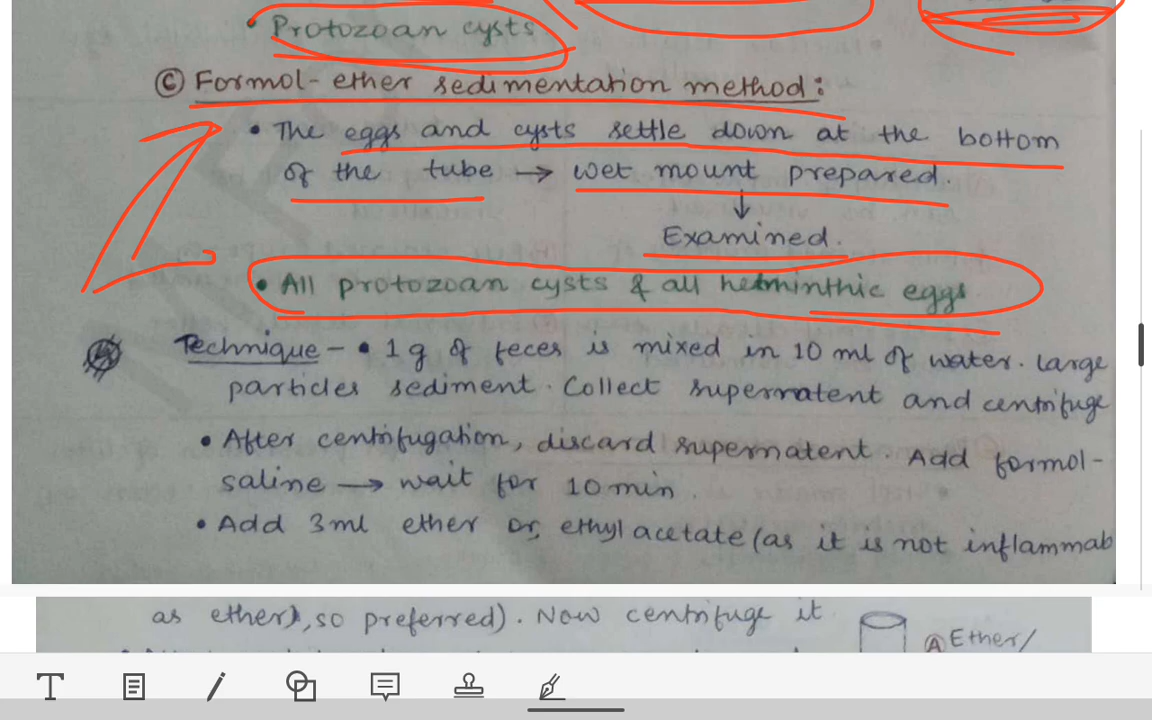 • Protozoan cysts
Ⓒ Formol-ether sedimentation method:
• The eggs and cysts settle down at the bottom
of the tube → wet mount prepared.
↓
Examined.
• All protozoan cysts & all helminthic eggs
Technique - • 1 g of feces is mixed in 10 ml of water. Large
particles sediment. Collect supernatent and centrifuge
• After centrifugation, discard supernatent. Add formol-
saline → wait for 10 min.
• Add 3ml ether or, ethyl acetate (as it is not inflammab
as ether), so preferred). Now centrifuge it
Ⓐ Ether/
T